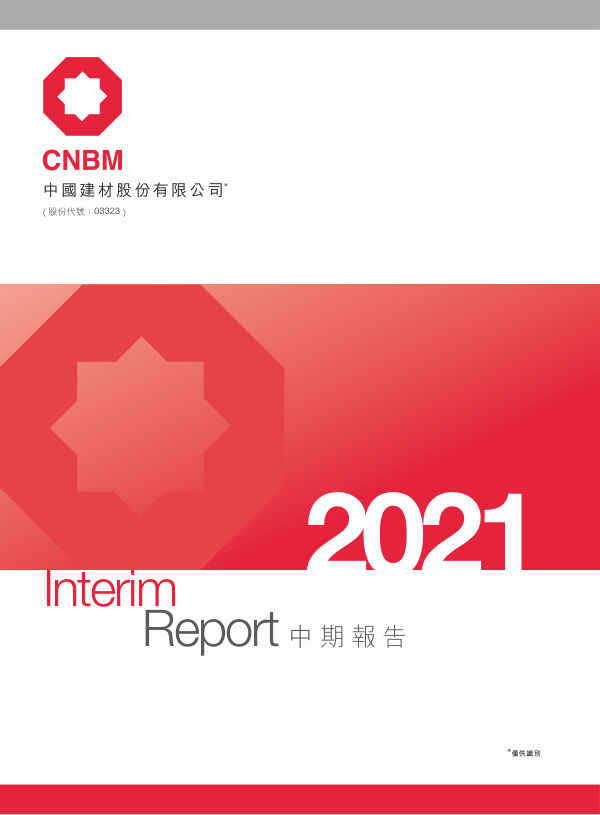 CNBM
中國建材股份有限公司*
(股份代號：03323)
2021
Interim
Report 中期報告
*僅供識別